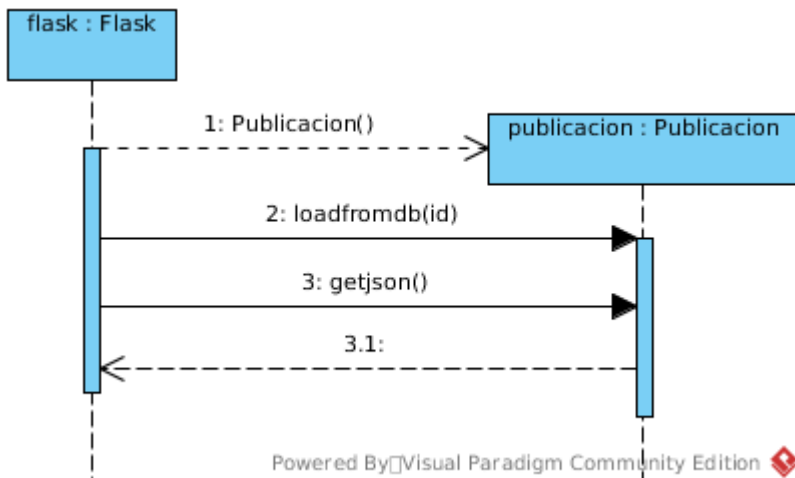 flask : Flask
1: Publicacion()
publicacion : Publicacion
2: loadfromdb(id)
3: getjson()
3.1:
Powered By□Visual Paradigm Community Edition